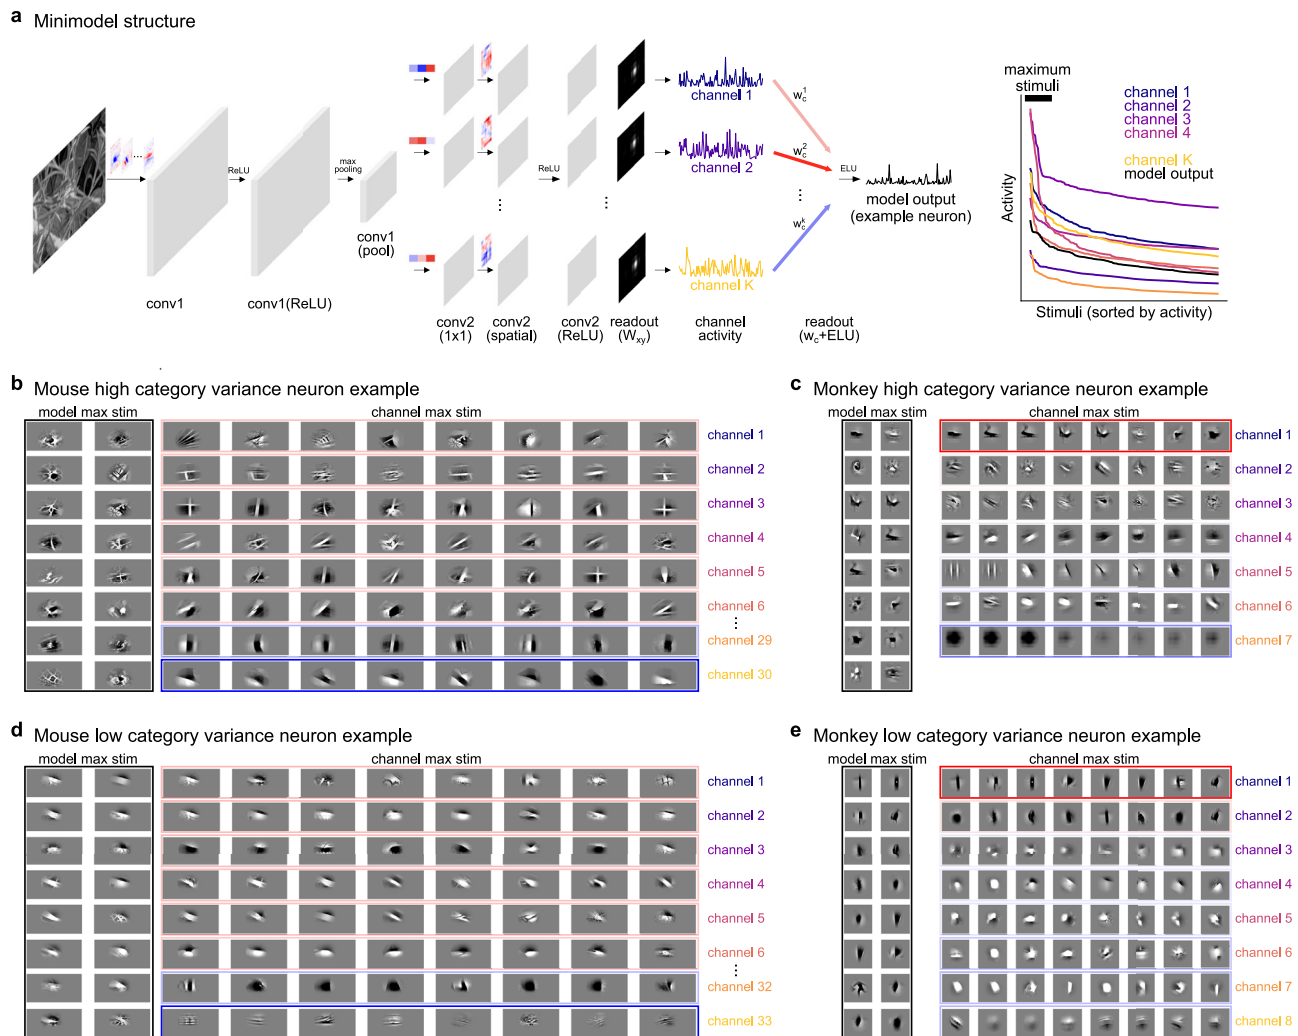 a Minimodel structure
conv1
ReLU
conv1(ReLU)
max
pooling
conv1
(pool)
conv2
(1x1)
conv2
(spatial)
ReLU
conv2
(ReLU)
readout
(Wxy)
channel 1
channel 2
channel K
channel
activity
wc1
wc2
wck
readout
(wc+ELU)
ELU
model output
(example neuron)
maximum
stimuli
channel 1
channel 2
channel 3
channel 4
channel K
model output
Activity
Stimuli (sorted by activity)
b Mouse high category variance neuron example
model max stim channel max stim
channel 1
channel 2
channel 3
channel 4
channel 5
channel 6
channel 29
channel 30
c Monkey high category variance neuron example
model max stim channel max stim
channel 1
channel 2
channel 3
channel 4
channel 5
channel 6
channel 7
d Mouse low category variance neuron example
model max stim channel max stim
channel 1
channel 2
channel 3
channel 4
channel 5
channel 6
channel 32
channel 33
e Monkey low category variance neuron example
model max stim channel max stim
channel 1
channel 2
channel 3
channel 4
channel 5
channel 6
channel 7
channel 8